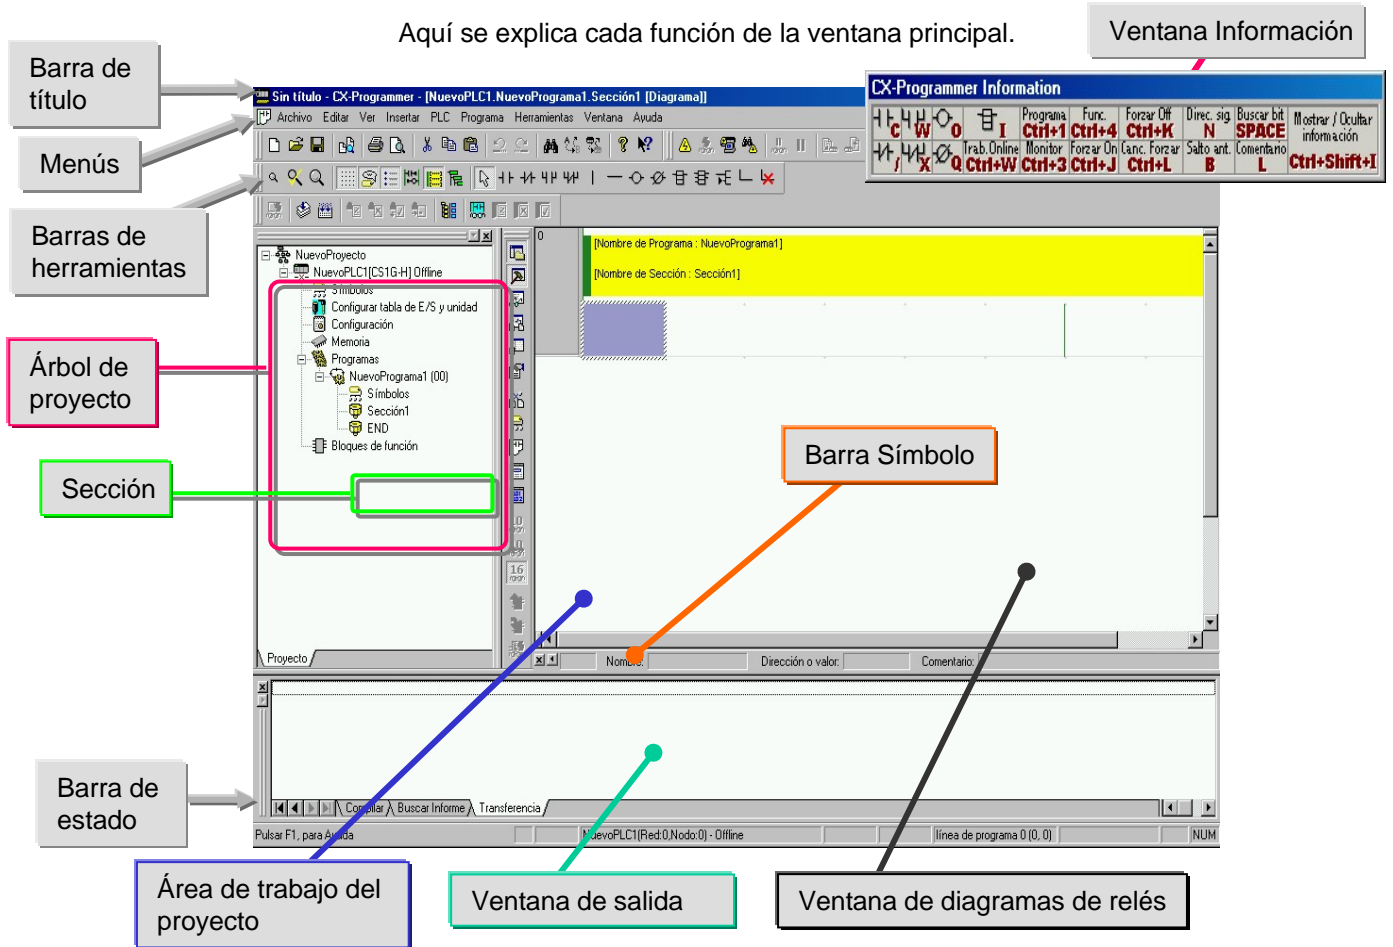 Aquí se explica cada función de la ventana principal.
Ventana Información
Barra de
título
Menús
Barras de
herramientas
Árbol de
proyecto
Sección
Barra de
estado
Sin título - CX-Programmer - [NuevoPLC1.NuevoPrograma1.Sección1 [Diagrama]]
Archivo Editar Ver Insertar PLC Programa Herramientas Ventana Ayuda
CX-Programmer Information
C W O I Programa Func. Forzar Off Direc. sig Buscar bit Mostrar / Ocultar
Ctrl+1 Ctrl+4 Ctrl+K N SPACE información
/ X Q Trab.Online Monitor Forzar On Canc. Forzar Salto ant. Comentario
Ctrl+W Ctrl+3 Ctrl+J Ctrl+L B L Ctrl+Shift+I
NuevoProyecto
NuevoPLC1[CS1G-H] Offline
Símbolos
Configurar tabla de E/S y unidad
Configuración
Memoria
Programas
NuevoPrograma1 (00)
Símbolos
Sección1
END
Bloques de función
Proyecto
0
[Nombre de Programa : NuevoPrograma1]
[Nombre de Sección : Sección1]
10
16
Barra Símbolo
Nombre: Dirección o valor: Comentario:
Compilar Buscar Informe Transferencia
Pulsar F1, para Ayuda NuevoPLC1(Red:0,Nodo:0) - Offline línea de programa 0 (0, 0) NUM
Área de trabajo del
proyecto
Ventana de salida
Ventana de diagramas de relés